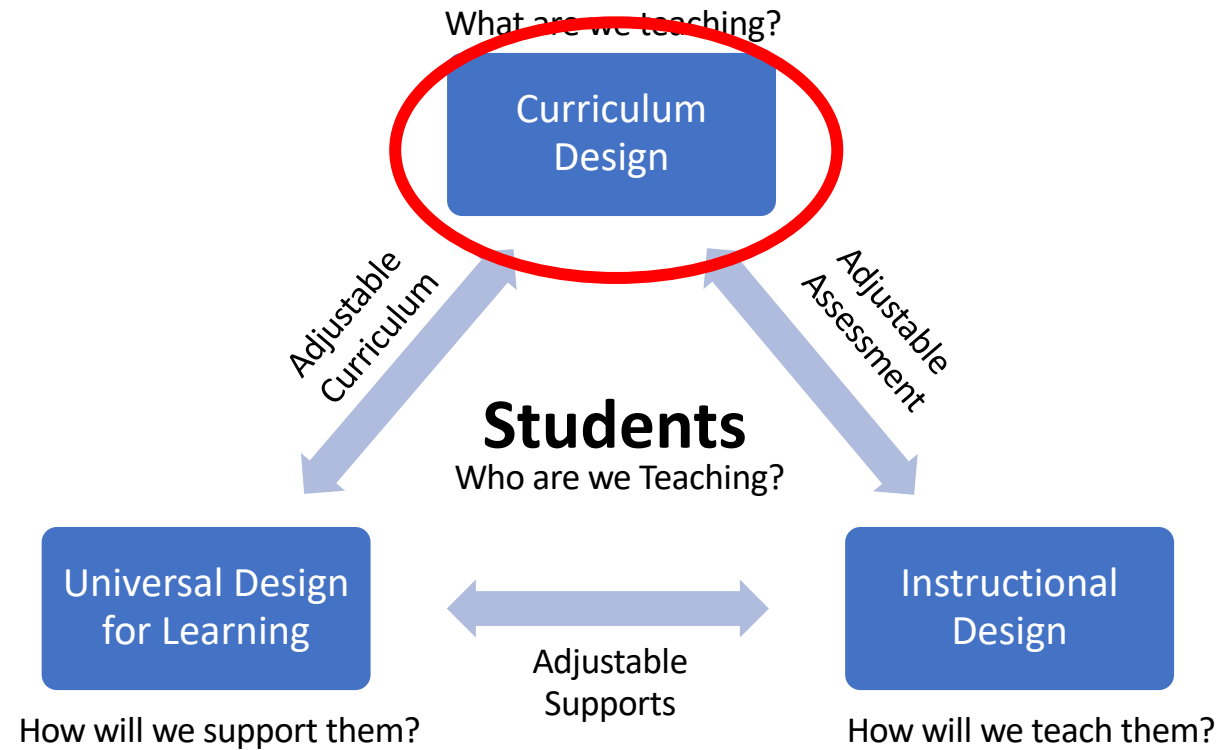 What are we teaching?
Curriculum
Design
Adjustable
Curriculum
Adjustable
Assessment
Students
Who are we Teaching?
Universal Design
for Learning
Instructional
Design
Adjustable
Supports
How will we support them?
How will we teach them?